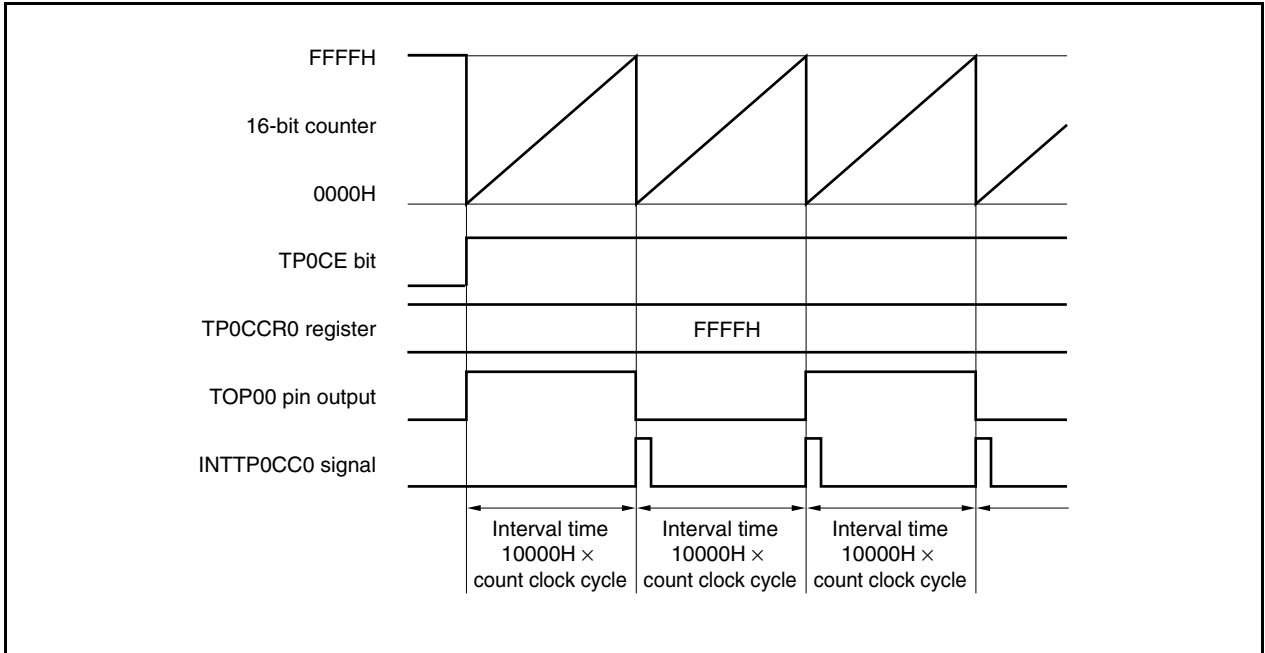 FFFFH
16-bit counter
0000H
TP0CE bit
TP0CCR0 register
FFFFH
TOP00 pin output
INTTP0CC0 signal
Interval time
10000H ×
count clock cycle
Interval time
10000H ×
count clock cycle
Interval time
10000H ×
count clock cycle